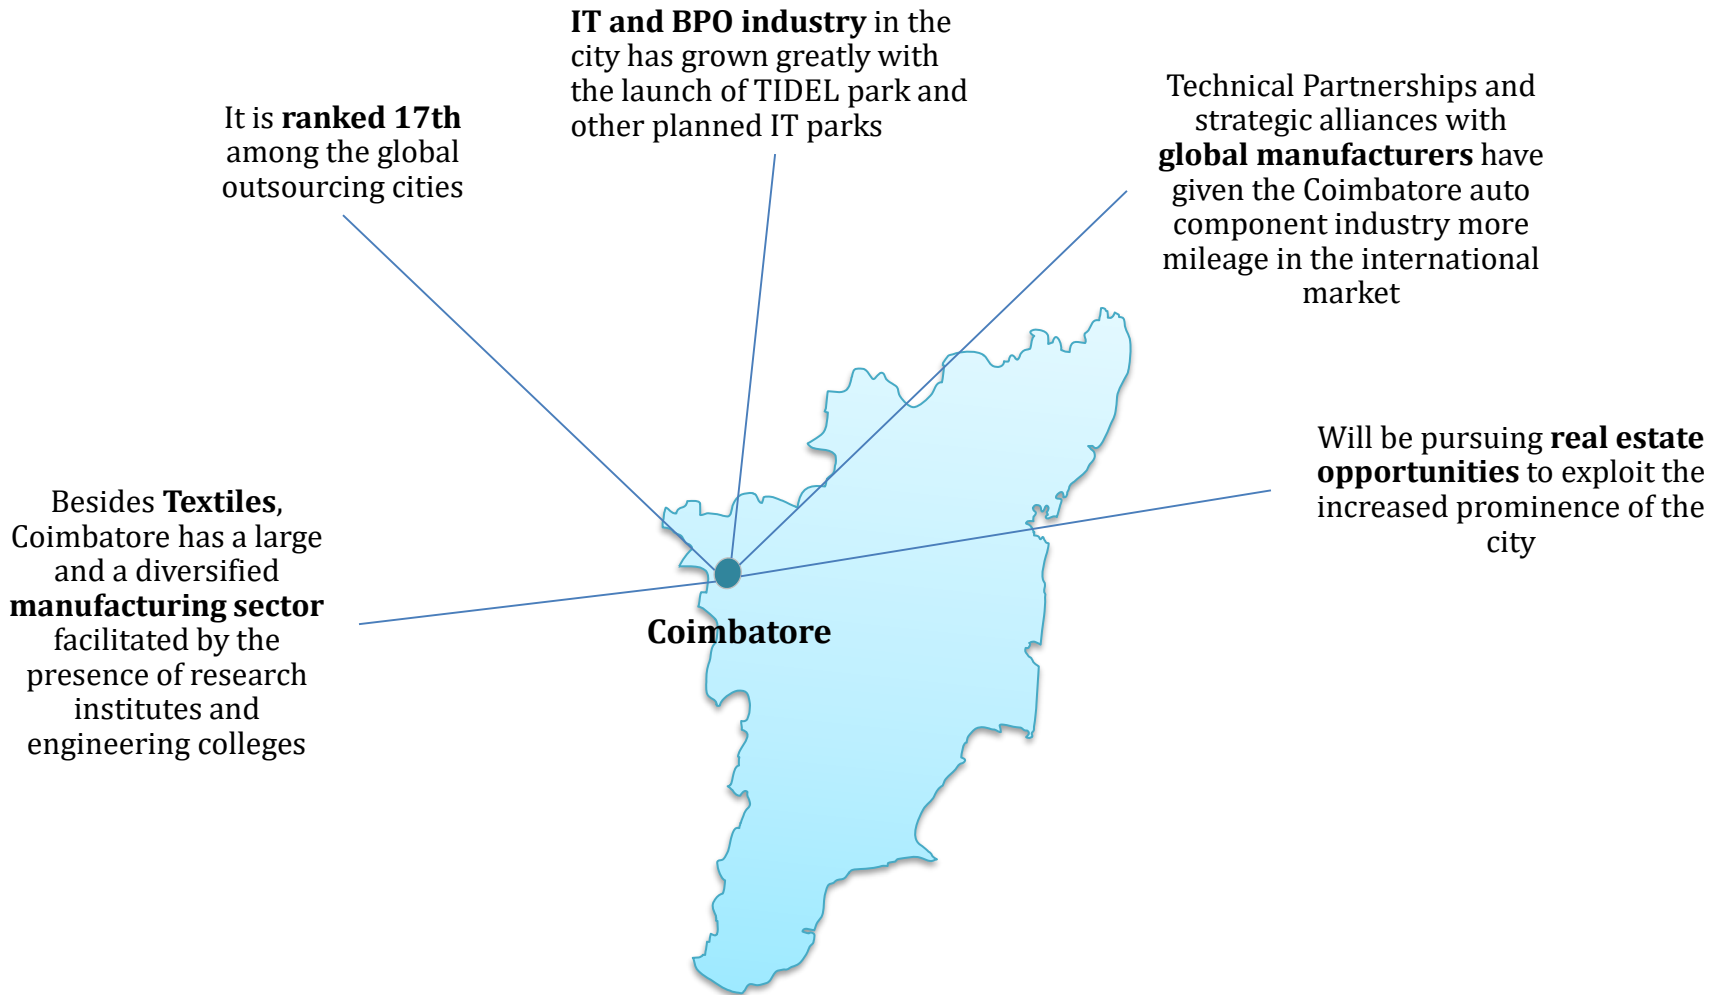 IT and BPO industry in the
city has grown greatly with
the launch of TIDEL park and
other planned IT parks
It is ranked 17th
among the global
outsourcing cities
Technical Partnerships and
strategic alliances with
global manufacturers have
given the Coimbatore auto
component industry more
mileage in the international
market
Will be pursuing real estate
opportunities to exploit the
increased prominence of the
city
Besides Textiles,
Coimbatore has a large
and a diversified
manufacturing sector
facilitated by the
presence of research
institutes and
engineering colleges
Coimbatore